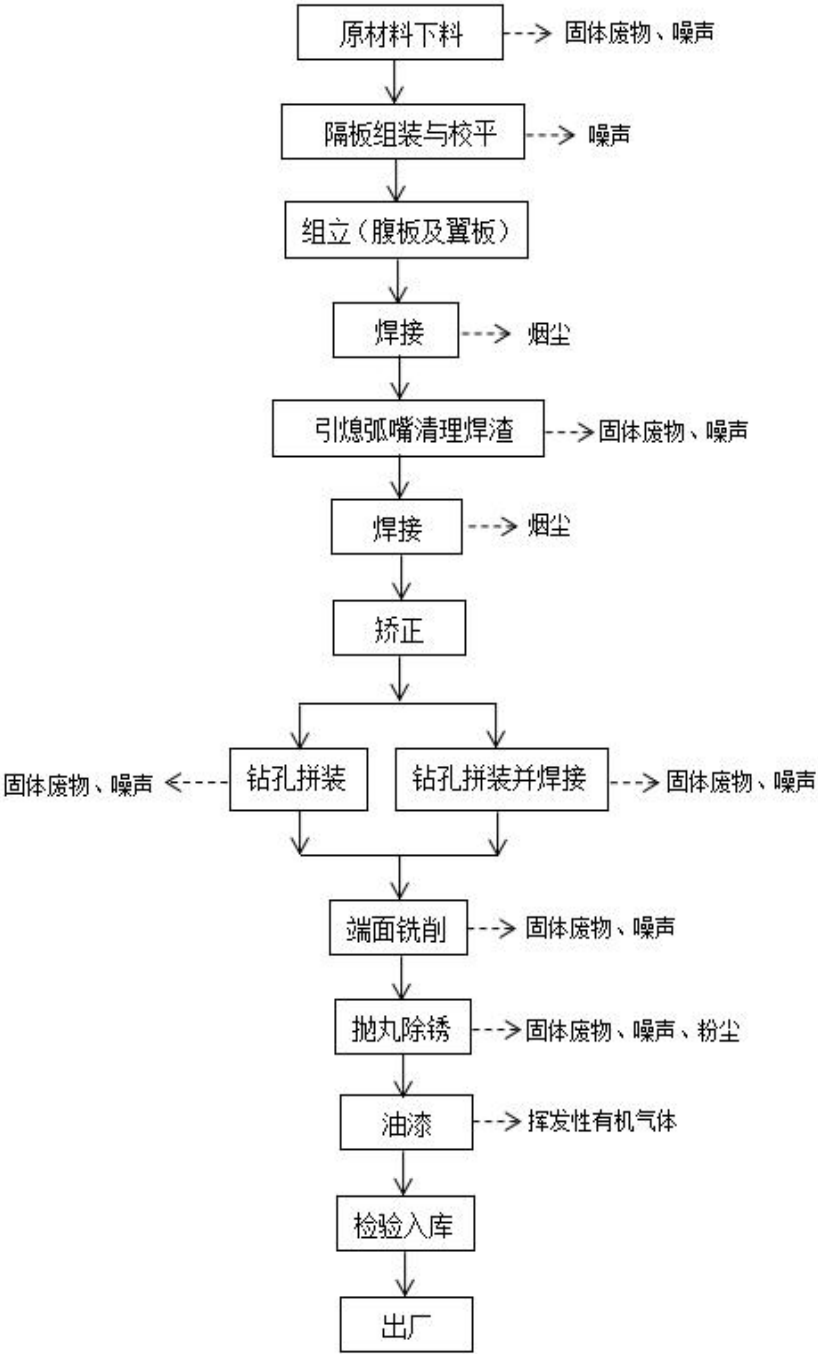 原材料下料
固体废物、噪声
隔板组装与校平
噪声
组立（腹板及翼板）
焊接
烟尘
引熄弧嘴清理焊渣
固体废物、噪声
焊接
烟尘
矫正
固体废物、噪声
钻孔拼装
钻孔拼装并焊接
固体废物、噪声
端面铣削
固体废物、噪声
抛丸除锈
固体废物、噪声、粉尘
油漆
挥发性有机气体
检验入库
出厂